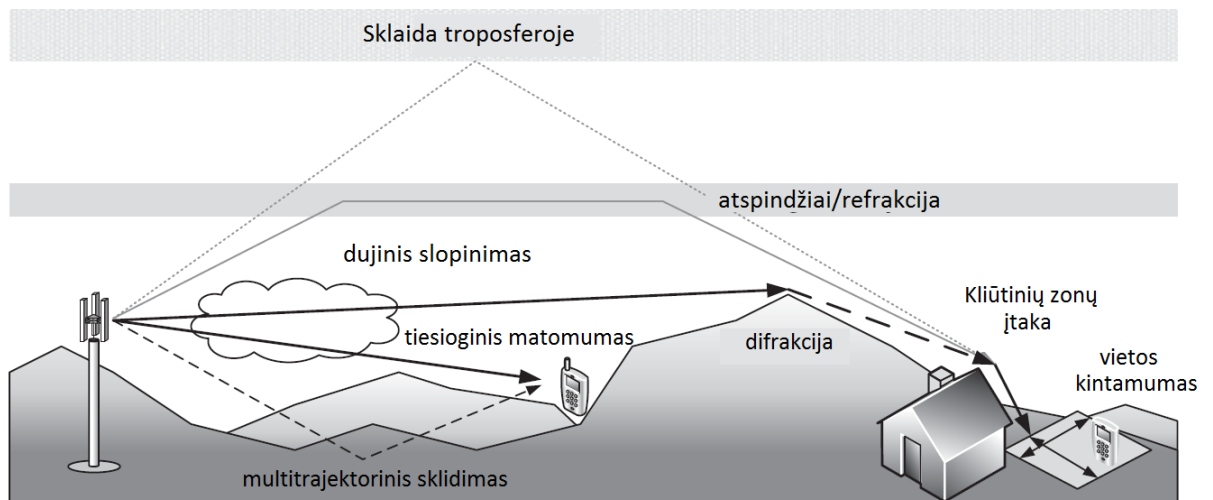 Sklaida troposferoje
atspindžiai/refrakcija
dujinis slopinimas
Kliūtinių zonų
įtaka
tiesioginis matomumas
difrakcija
vietos
kintamumas
multitrajektorinis sklidimas